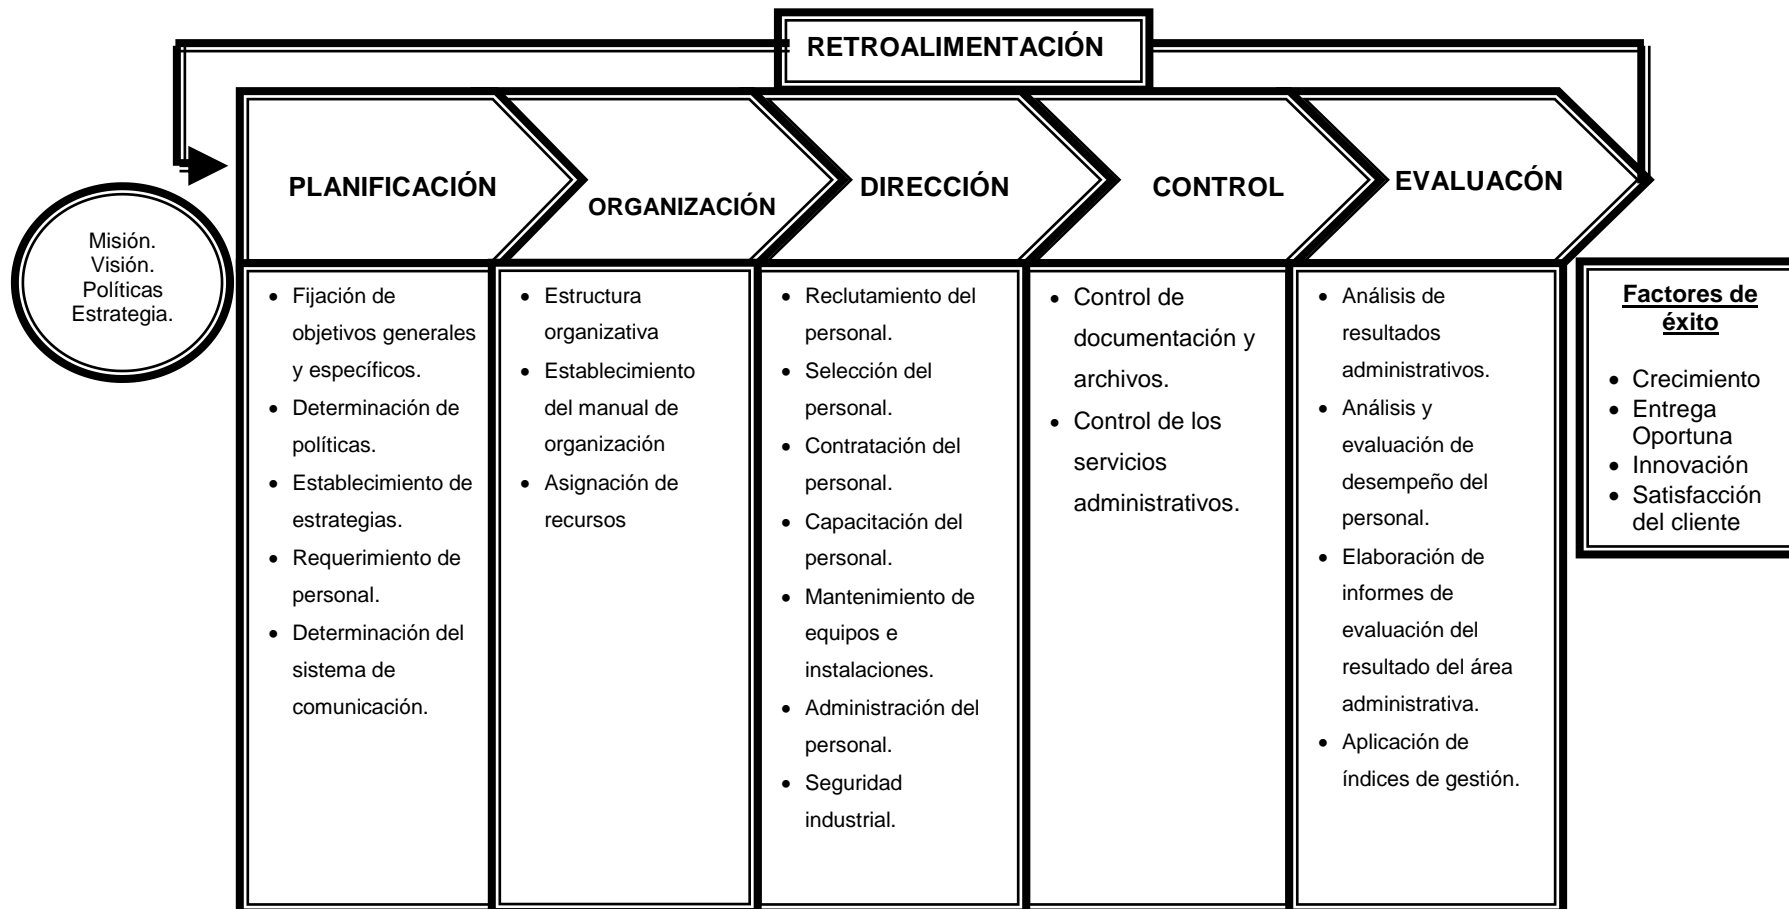 RETROALIMENTACIÓN
PLANIFICACIÓN
ORGANIZACIÓN
DIRECCIÓN
CONTROL
EVALUACÓN
Misión.
Visión.
Políticas
Estrategia.
• Fijación de
objetivos generales
y específicos.
• Determinación de
políticas.
• Establecimiento de
estrategias.
• Requerimiento de
personal.
• Determinación del
sistema de
comunicación.
• Estructura
organizativa
• Establecimiento
del manual de
organización
• Asignación de
recursos
• Reclutamiento del
personal.
• Selección del
personal.
• Contratación del
personal.
• Capacitación del
personal.
• Mantenimiento de
equipos e
instalaciones.
• Administración del
personal.
• Seguridad
industrial.
• Control de
documentación y
archivos.
• Control de los
servicios
administrativos.
• Análisis de
resultados
administrativos.
• Análisis y
evaluación de
desempeño del
personal.
• Elaboración de
informes de
evaluación del
resultado del área
administrativa.
• Aplicación de
índices de gestión.
Factores de
éxito
• Crecimiento
• Entrega
Oportuna
• Innovación
• Satisfacción
del cliente